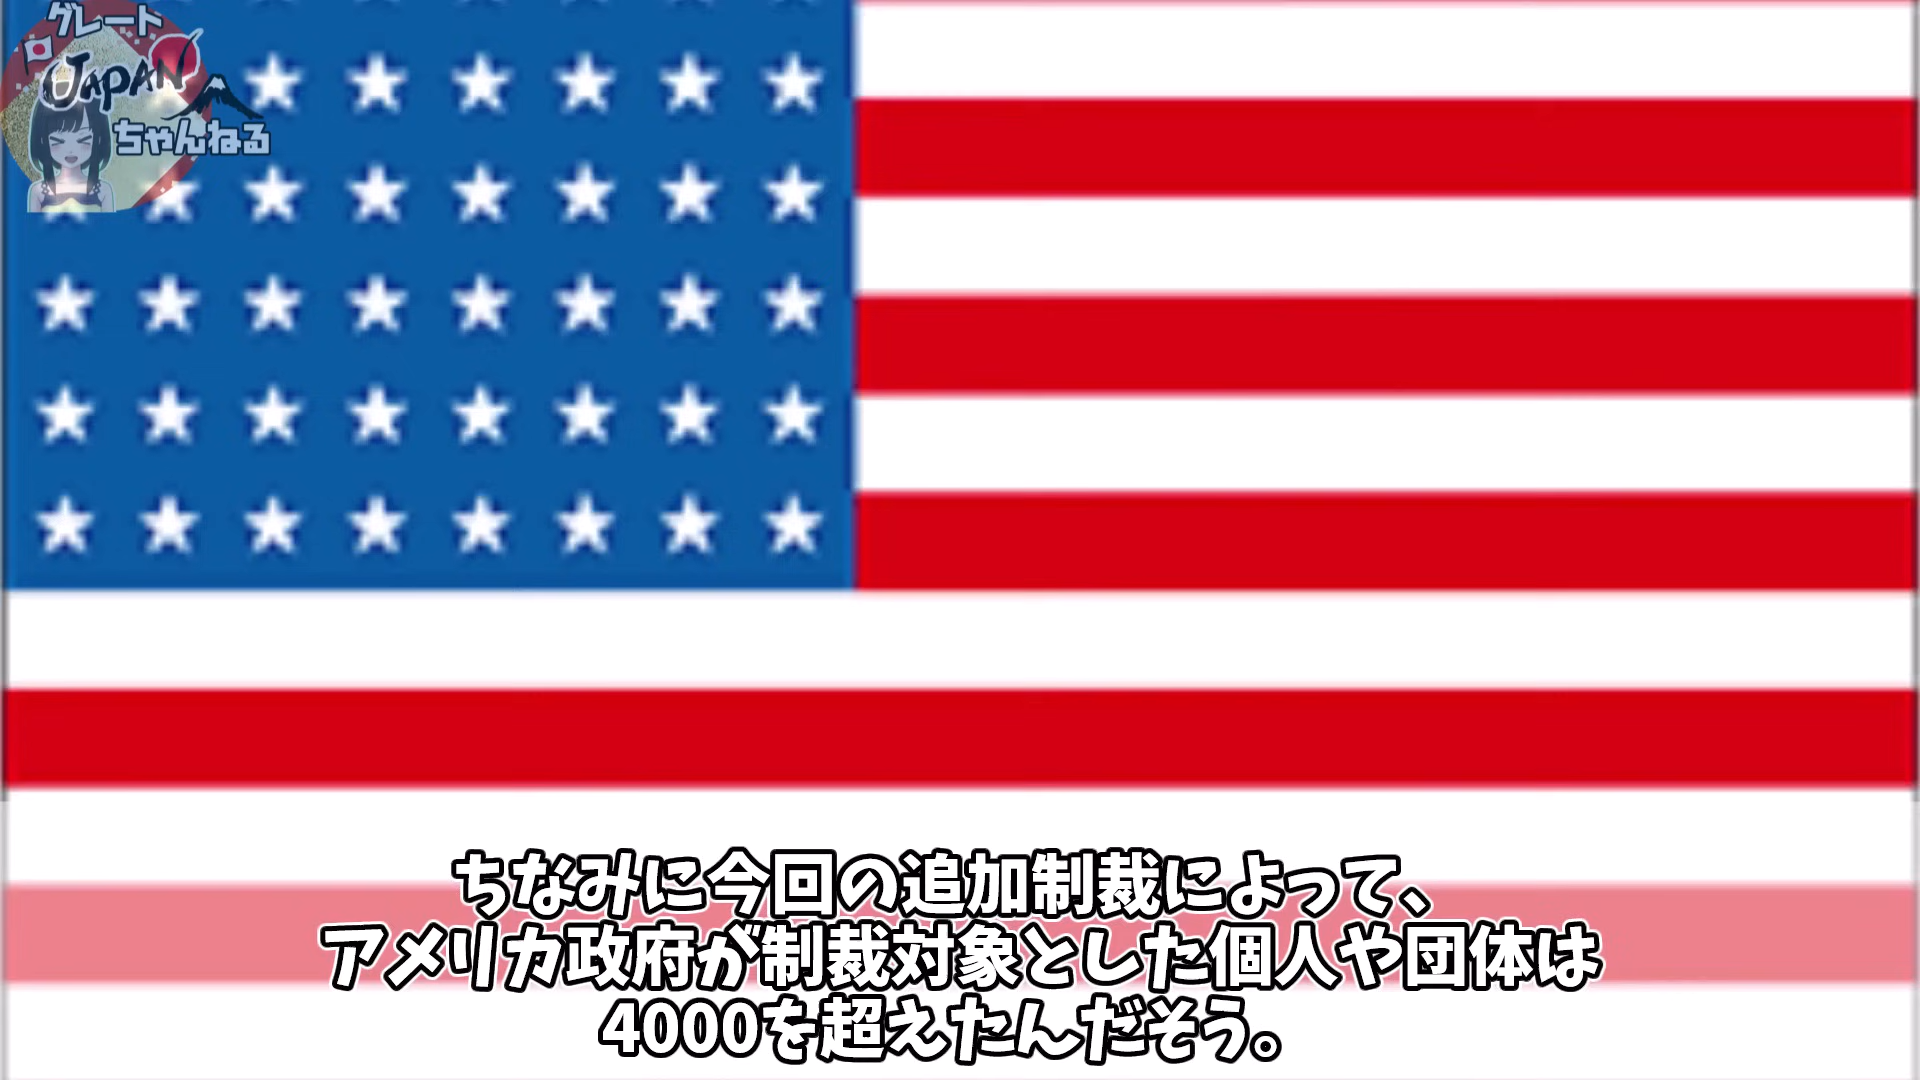 グレート
JAPAN
ちゃんねる
ちなみに今回の追加制裁によって、
アメリカ政府が制裁対象とした個人や団体は
4000を超えたんだそう。